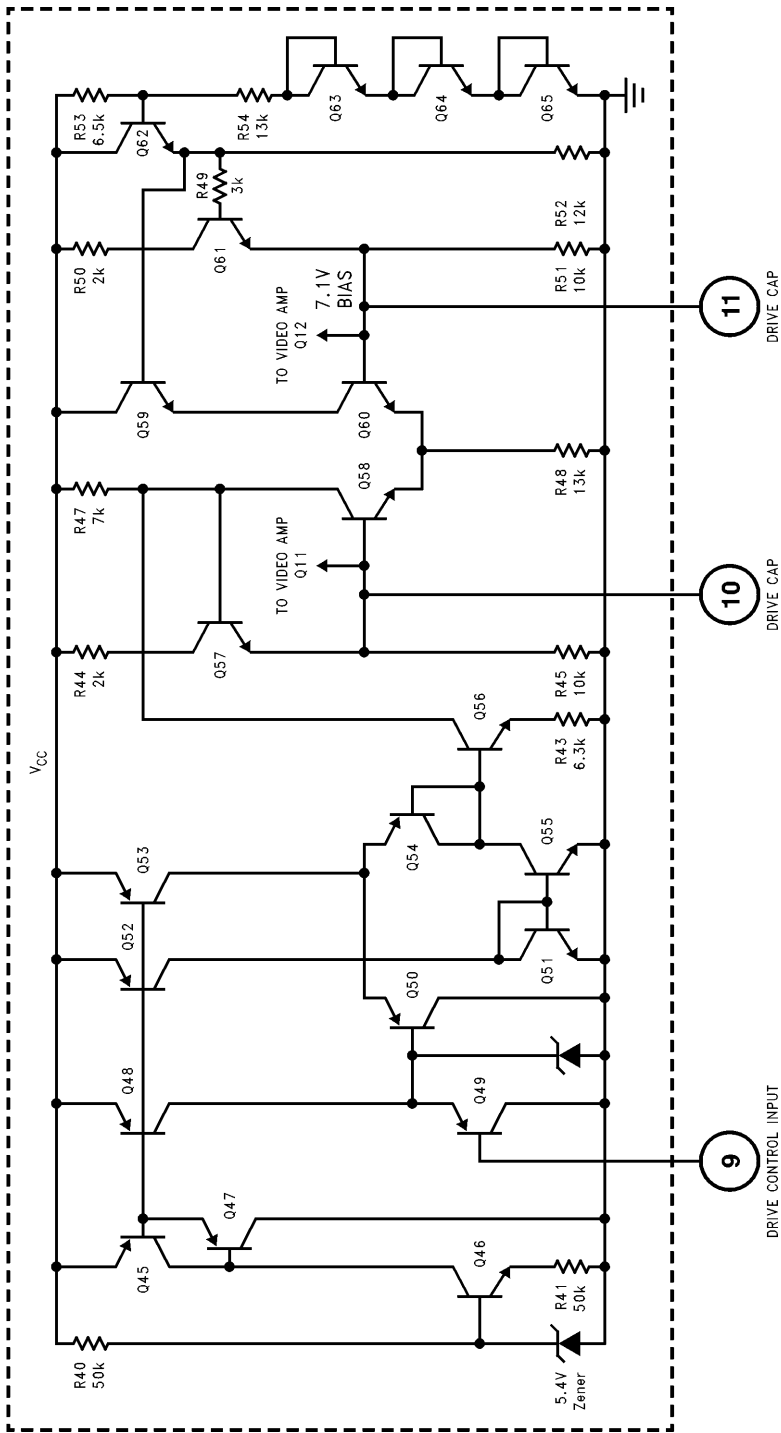 V_CC
R40
50k
5.4V
Zener
Q45
Q47
Q46
R41
50k
Q48
Q49
Q52
Q53
Q50
Q51
Q54
Q55
Q56
R43
6.3k
R44
2k
Q57
R45
10k
R47
7k
TO VIDEO AMP
Q11
Q58
R48
13k
Q59
Q60
TO VIDEO AMP
Q12
7.1V
BIAS
R50
2k
Q61
R49
3k
R51
10k
R52
12k
R53
6.5k
Q62
R54
13k
Q63
Q64
Q65
9
DRIVE CONTROL INPUT
10
DRIVE CAP
11
DRIVE CAP